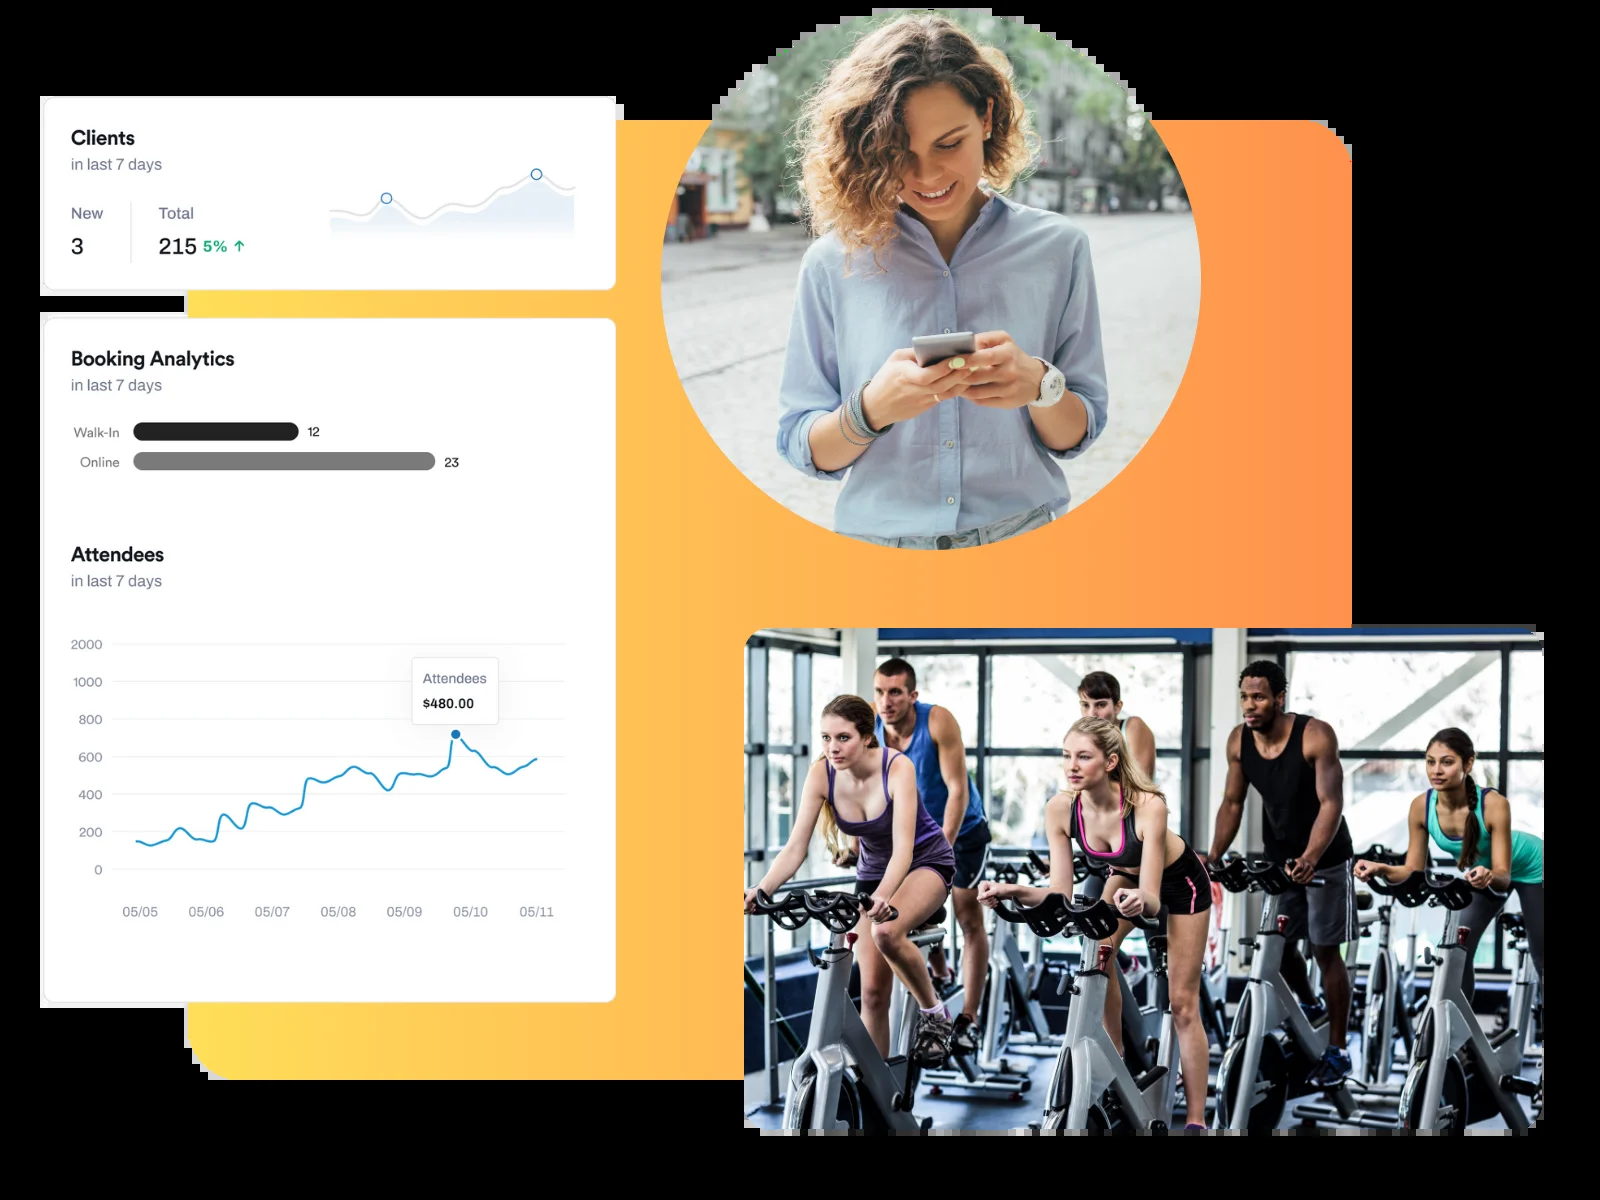 Clients
in last 7 days
New Total
3 215 5% ↑
Booking Analytics
in last 7 days
Walk-In 12
Online 23
Attendees
in last 7 days
2000
1000
800
600
400
200
0
Attendees
$480.00
05/05 05/06 05/07 05/08 05/09 05/10 05/11